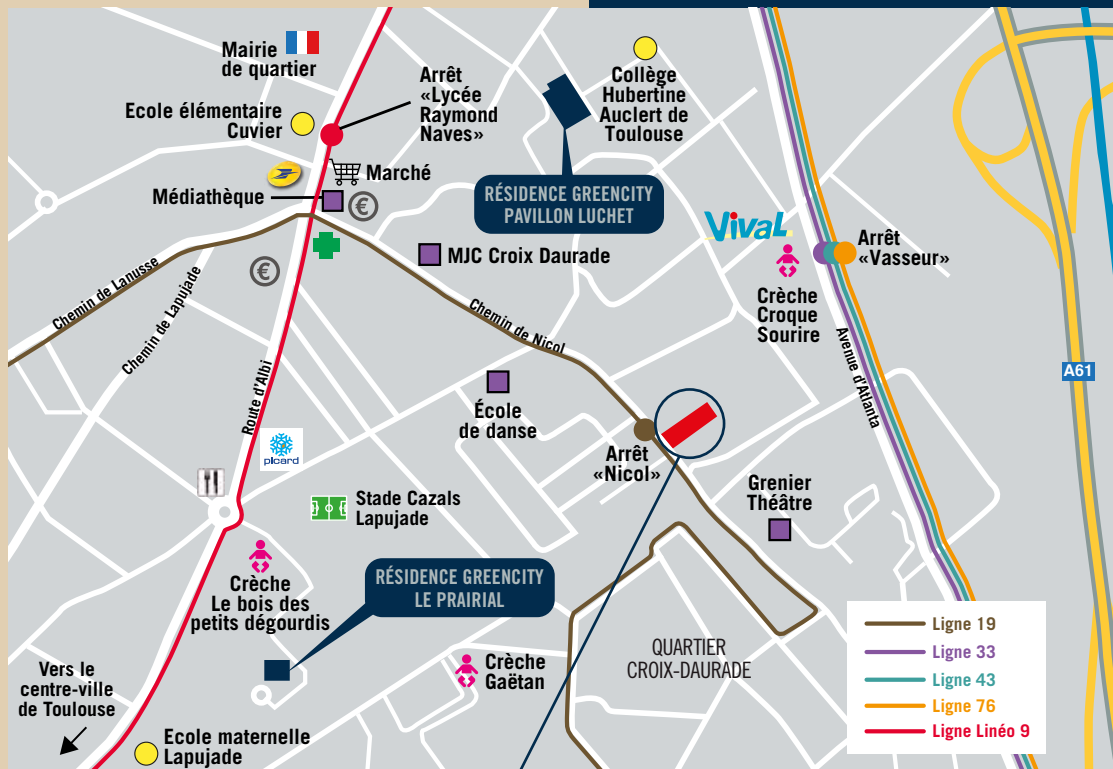 Mairie
de quartier
Ecole élémentaire
Cuvier
Arrêt
«Lycée
Raymond
Naves»
Collège
Hubertine
Auclert de
Toulouse
Marché
Médiathèque
€
RÉSIDENCE GREENCITY
PAVILLON LUCHET
VivaL
MJC Croix Daurade
€
Arrêt
«Vasseur»
Crèche
Croque
Sourire
Chemin de Lanusse
Chemin de Lapujade
Chemin de Nicol
Route d'Albi
Avenue d'Atlanta
A61
École
de danse
picard
Arrêt
«Nicol»
Grenier
Théâtre
Stade Cazals
Lapujade
Crèche
Le bois des
petits dégourdis
RÉSIDENCE GREENCITY
LE PRAIRIAL
QUARTIER
CROIX-DAURADE
Crèche
Gaëtan
Vers le
centre-ville
de Toulouse
Ecole maternelle
Lapujade
Ligne 19
Ligne 33
Ligne 43
Ligne 76
Ligne Linéo 9